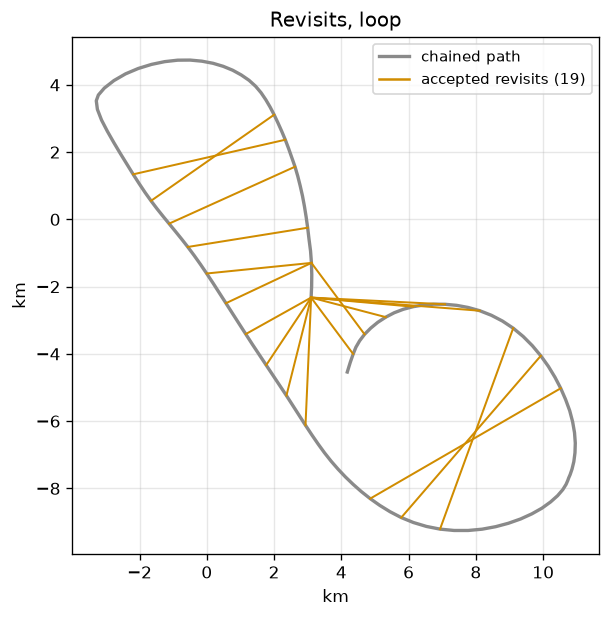 Revisits, loop
chained path
accepted revisits (19)
4
2
0
−2
−4
−6
−8
km
−2 0 2 4 6 8 10
km